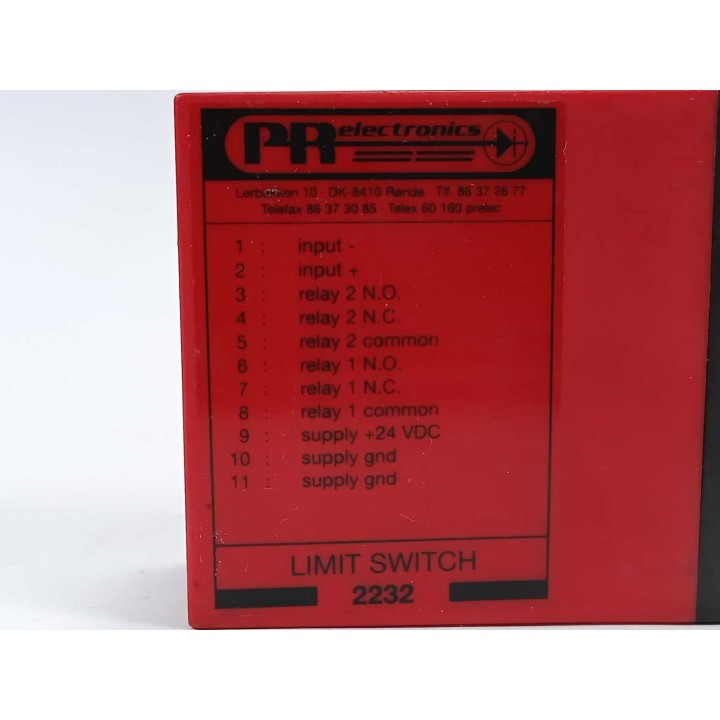 PR electronics
Lerbakken 10 · DK-8410 Rønde · Tlf. 86 37 26 77
Telefax 86 37 30 85 · Telex 60 160 prelec
1 : input -
2 : input +
3 : relay 2 N.O.
4 : relay 2 N.C.
5 : relay 2 common
6 : relay 1 N.O.
7 : relay 1 N.C.
8 : relay 1 common
9 : supply +24 VDC
10 : supply gnd
11 : supply gnd
LIMIT SWITCH
2232